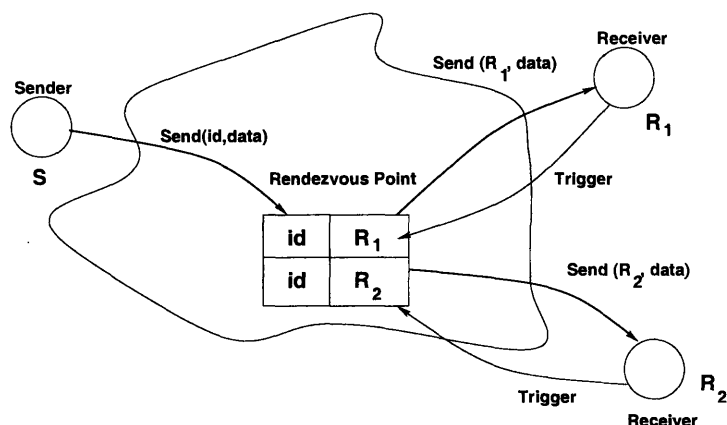 Receiver
Send (R1, data)
R1
Sender
Send(id,data)
S
Rendezvous Point
Trigger
id R1
id R2
Send (R2, data)
R2
Trigger
Receiver